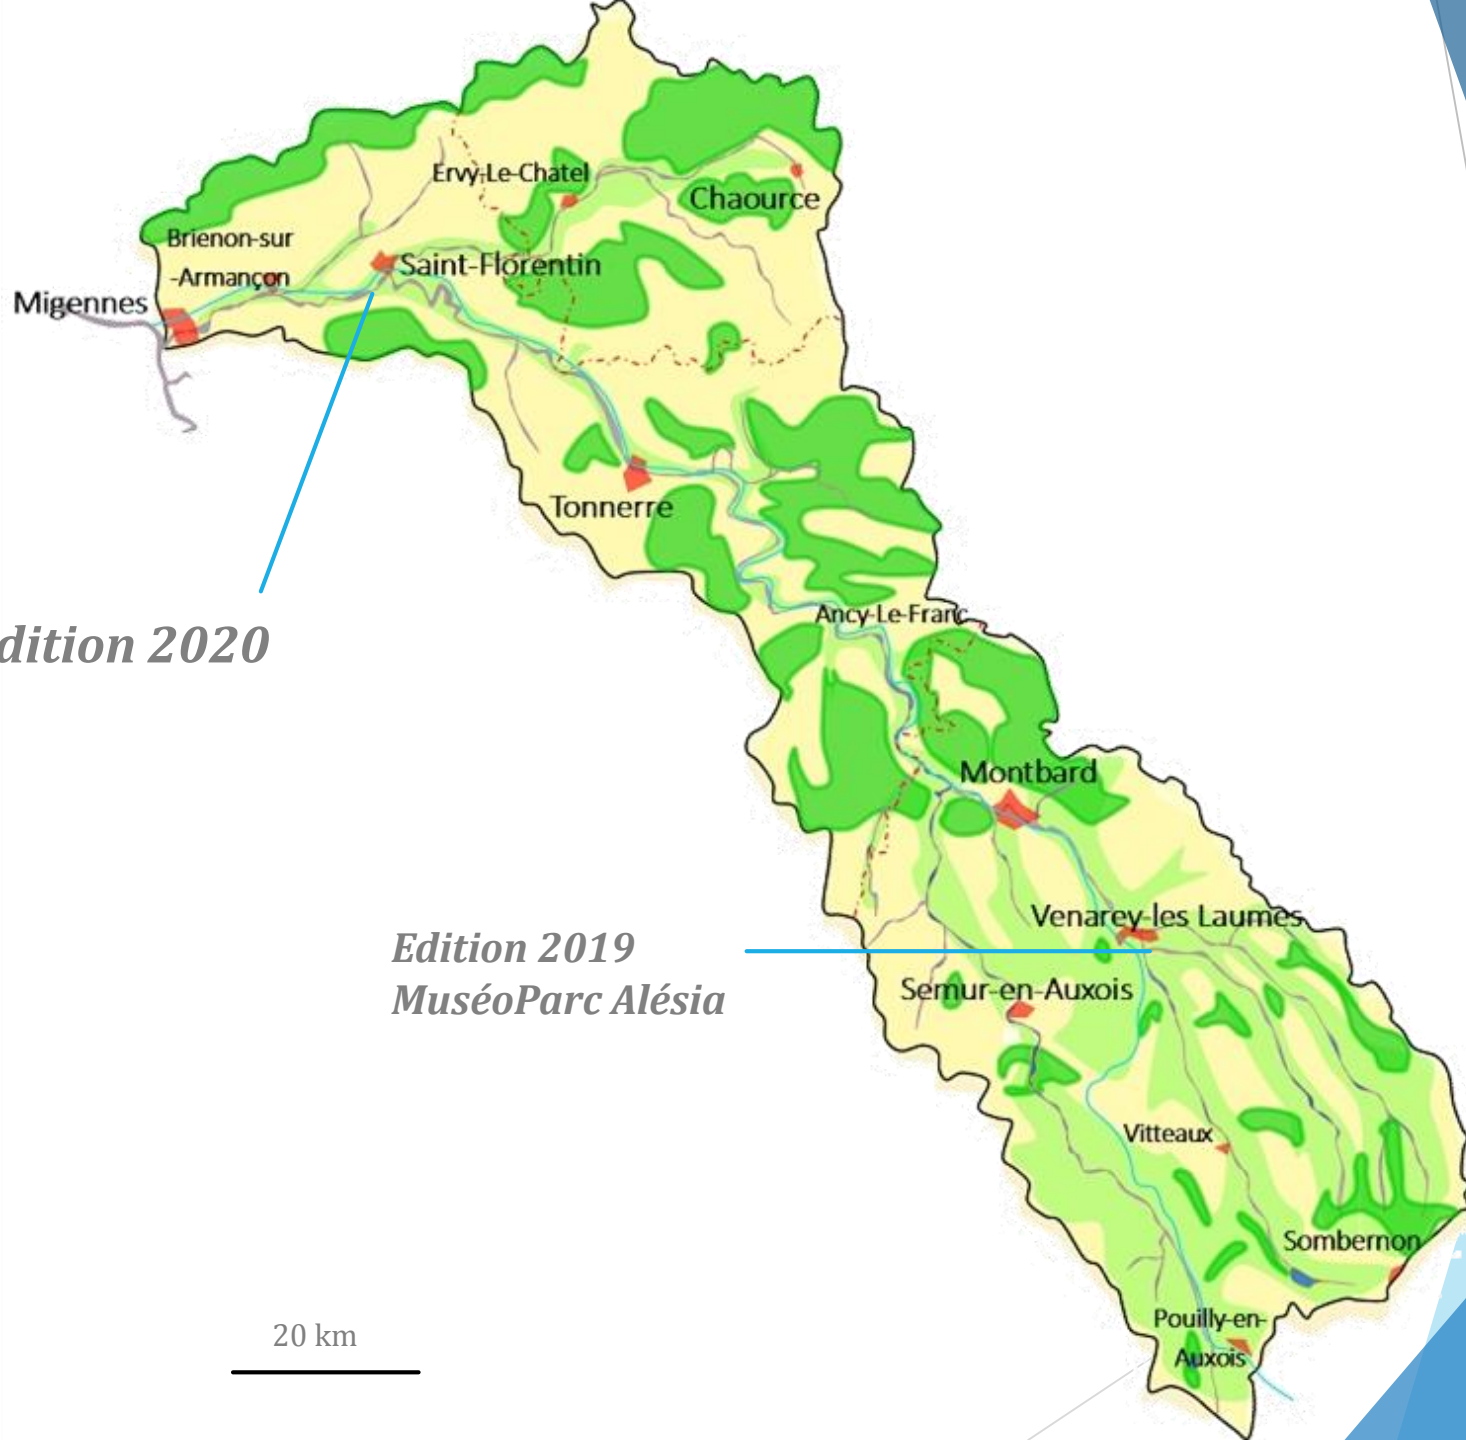 Ervy-Le-Chatel
Chaource
Brienon-sur
-Armançon
Saint-Florentin
Migennes
Tonnerre
Ancy-Le-Franc
dition 2020
Montbard
Venarey-les Laumes
Edition 2019
MuséoParc Alésia
Semur-en-Auxois
Vitteaux
Sombernon
Pouilly-en-
Auxois
20 km